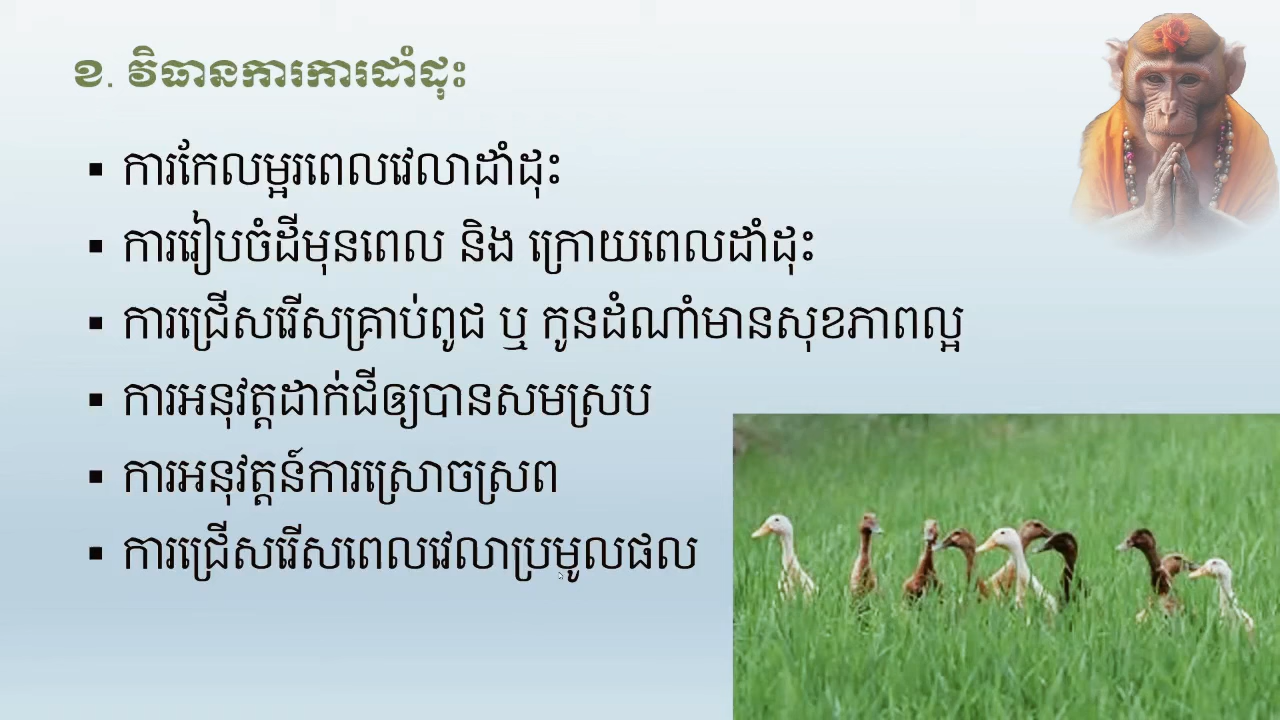 ខ. វិធានការការដាំដុះ
▪ ការកែលម្អរពេលវេលាដាំដុះ
▪ ការរៀបចំដីមុនពេល និង ក្រោយពេលដាំដុះ
▪ ការជ្រើសរើសគ្រាប់ពូជ ឬ កូនដំណាំមានសុខភាពល្អ
▪ ការអនុវត្តដាក់ជីឲ្យបានសមស្រប
▪ ការអនុវត្តន៍ការស្រោចស្រព
▪ ការជ្រើសរើសពេលវេលាប្រមូលផល